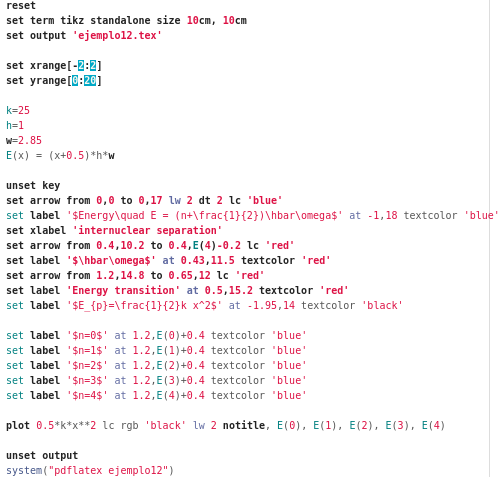 reset
set term tikz standalone size 10cm, 10cm
set output 'ejemplo12.tex'
set xrange[-2:2]
set yrange[0:20]
k=25
h=1
w=2.85
E(x) = (x+0.5)*h*w
unset key
set arrow from 0,0 to 0,17 lw 2 dt 2 lc 'blue'
set label '$Energy\quad E = (n+\frac{1}{2})\hbar\omega$' at -1,18 textcolor 'blue'
set xlabel 'internuclear separation'
set arrow from 0.4,10.2 to 0.4,E(4)-0.2 lc 'red'
set label '$\hbar\omega$' at 0.43,11.5 textcolor 'red'
set arrow from 1.2,14.8 to 0.65,12 lc 'red'
set label 'Energy transition' at 0.5,15.2 textcolor 'red'
set label '$E_{p}=\frac{1}{2}k x^2$' at -1.95,14 textcolor 'black'
set label '$n=0$' at 1.2,E(0)+0.4 textcolor 'blue'
set label '$n=1$' at 1.2,E(1)+0.4 textcolor 'blue'
set label '$n=2$' at 1.2,E(2)+0.4 textcolor 'blue'
set label '$n=3$' at 1.2,E(3)+0.4 textcolor 'blue'
set label '$n=4$' at 1.2,E(4)+0.4 textcolor 'blue'
plot 0.5*k*x**2 lc rgb 'black' lw 2 notitle, E(0), E(1), E(2), E(3), E(4)
unset output
system("pdflatex ejemplo12")